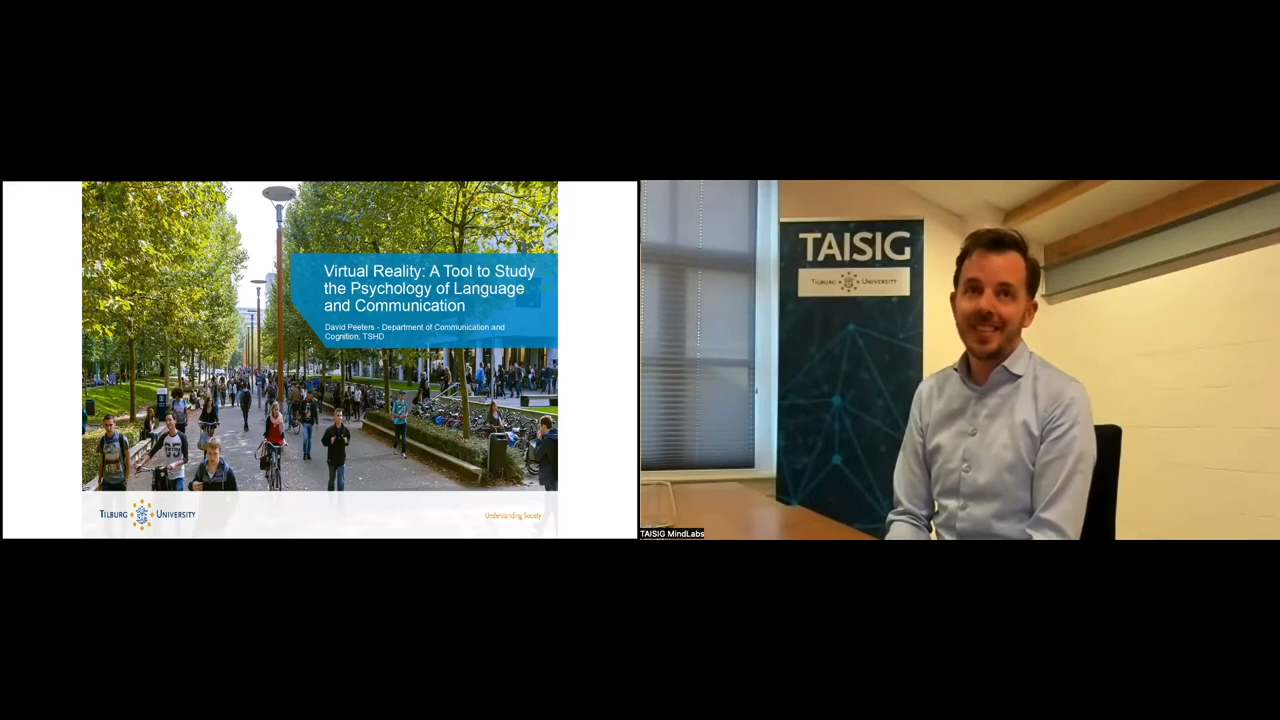 Virtual Reality: A Tool to Study
the Psychology of Language
and Communication
David Peeters - Department of Communication and
Cognition, TSHD
TILBURG UNIVERSITY
Understanding Society
TAISIG
TILBURG UNIVERSITY
TAISIG MindLabs